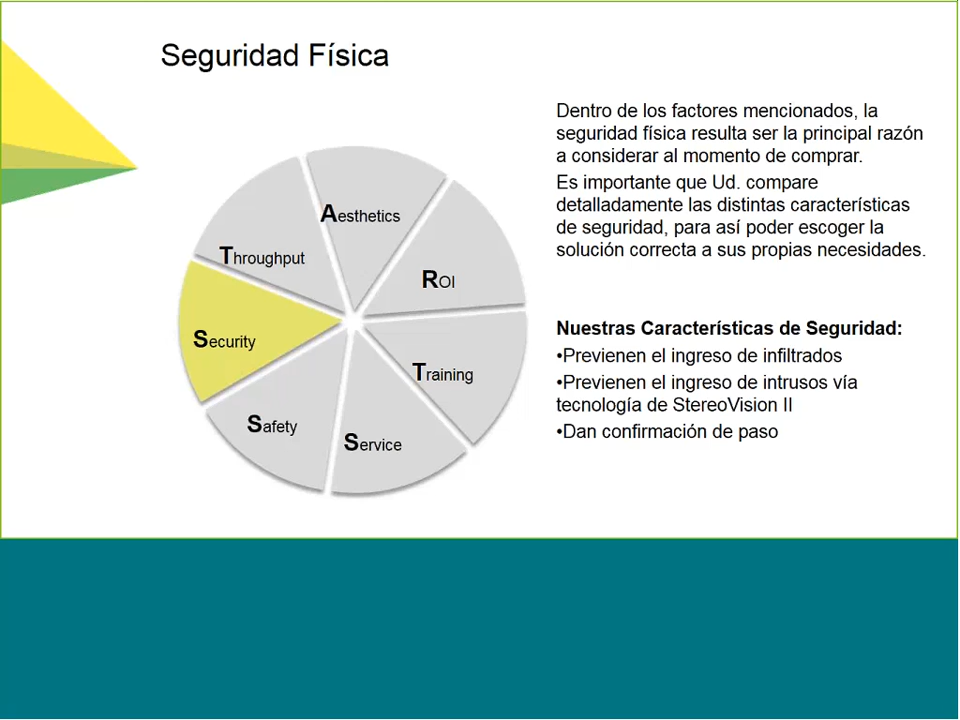 Seguridad Física
Dentro de los factores mencionados, la
seguridad física resulta ser la principal razón
a considerar al momento de comprar.
Es importante que Ud. compare
detalladamente las distintas características
de seguridad, para así poder escoger la
solución correcta a sus propias necesidades.
Aesthetics
Throughput
ROI
Security
Training
Safety
Service
Nuestras Características de Seguridad:
•Previenen el ingreso de infiltrados
•Previenen el ingreso de intrusos vía
tecnología de StereoVision II
•Dan confirmación de paso